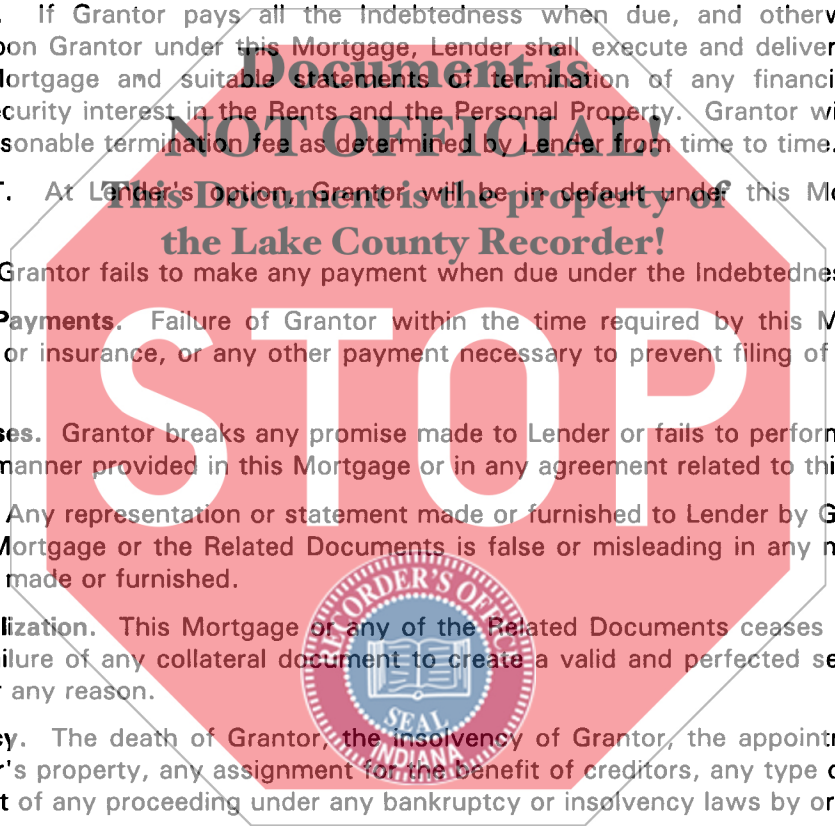 . If Grantor pays all the Indebtedness when due, and otherw
pon Grantor under this Mortgage, Lender shall execute and deliver
Mortgage and suitable statements of termination of any financi
ecurity interest in the Rents and the Personal Property. Grantor wi
sonable termination fee as determined by Lender from time to time.
T. At Lender's option, Grantor will be in default under this Mo
Grantor fails to make any payment when due under the Indebtednes
Payments. Failure of Grantor within the time required by this M
or insurance, or any other payment necessary to prevent filing of
ses. Grantor breaks any promise made to Lender or fails to perform
manner provided in this Mortgage or in any agreement related to thi
Any representation or statement made or furnished to Lender by G
Mortgage or the Related Documents is false or misleading in any m
made or furnished.
lization. This Mortgage or any of the Related Documents ceases
ilure of any collateral document to create a valid and perfected se
r any reason.
cy. The death of Grantor, the insolvency of Grantor, the appointm
r's property, any assignment for the benefit of creditors, any type o
t of any proceeding under any bankruptcy or insolvency laws by or
Document is
NOT OFFICIAL!
This Document is the property of
the Lake County Recorder!
STOP
RECORDER'S OFFICE
SEAL
INDIANA